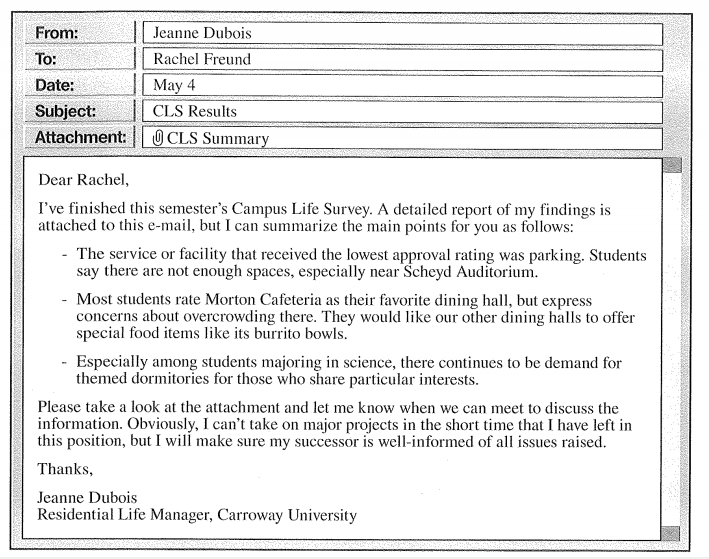 From: Jeanne Dubois
To: Rachel Freund
Date: May 4
Subject: CLS Results
Attachment: CLS Summary
Dear Rachel,
I've finished this semester's Campus Life Survey. A detailed report of my findings is
attached to this e-mail, but I can summarize the main points for you as follows:
- The service or facility that received the lowest approval rating was parking. Students
say there are not enough spaces, especially near Scheyd Auditorium.
- Most students rate Morton Cafeteria as their favorite dining hall, but express
concerns about overcrowding there. They would like our other dining halls to offer
special food items like its burrito bowls.
- Especially among students majoring in science, there continues to be demand for
themed dormitories for those who share particular interests.
Please take a look at the attachment and let me know when we can meet to discuss the
information. Obviously, I can't take on major projects in the short time that I have left in
this position, but I will make sure my successor is well-informed of all issues raised.
Thanks,
Jeanne Dubois
Residential Life Manager, Carroway University